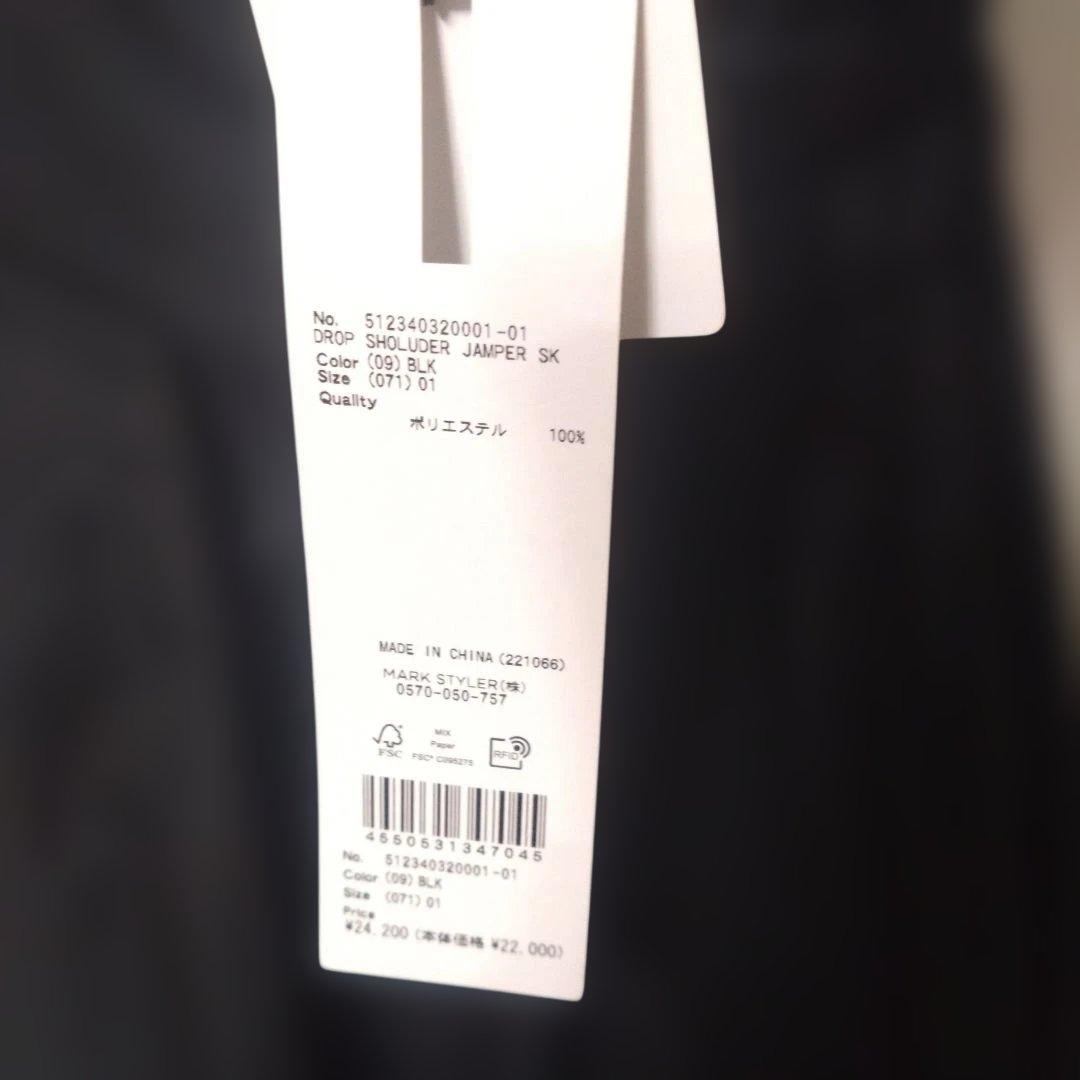 No. 512340320001-01
DROP SHOLUDER JAMPER SK
Color (09) BLK
Size (071) 01
Quality
ポリエステル 100%
MADE IN CHINA (221066)
MARK STYLER(株)
0570-050-757
FSC
MIX
Paper
FSC® C095275
RFID
4550531347045
No. 512340320001-01
Color (09) BLK
Size (071) 01
Price
¥24,200 (本体価格 ¥22,000)